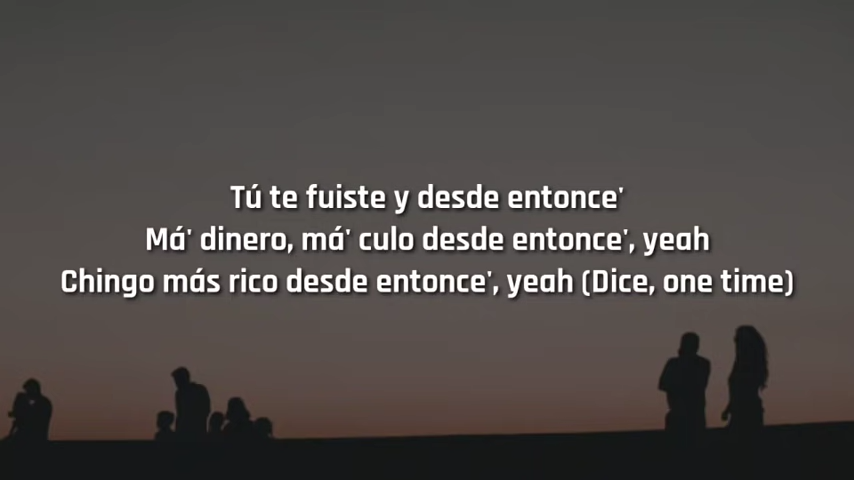 Tú te fuiste y desde entonce'
Má' dinero, má' culo desde entonce', yeah
Chingo más rico desde entonce', yeah (Dice, one time)